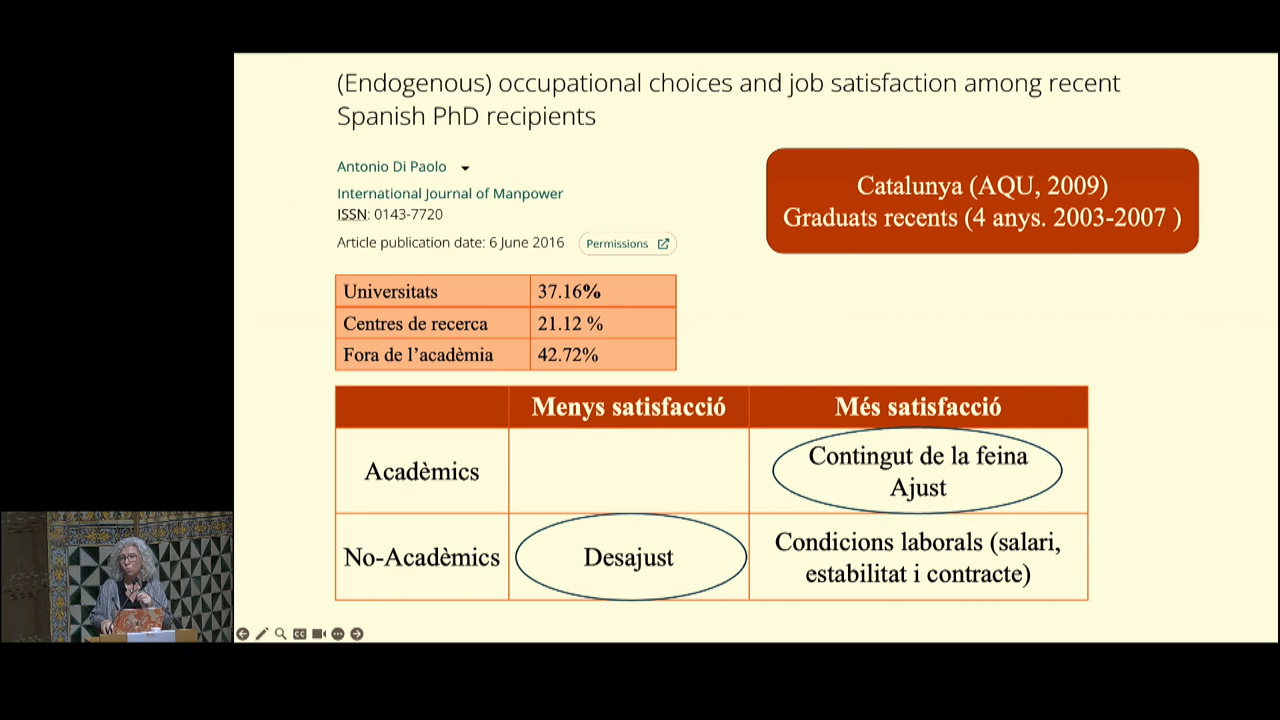 (Endogenous) occupational choices and job satisfaction among recent
Spanish PhD recipients
Antonio Di Paolo
International Journal of Manpower
ISSN: 0143-7720
Article publication date: 6 June 2016
Permissions
Catalunya (AQU, 2009)
Graduats recents (4 anys. 2003-2007 )
Universitats 37.16%
Centres de recerca 21.12 %
Fora de l’acadèmia 42.72%
Menys satisfacció Més satisfacció
Acadèmics
Contingut de la feina
Ajust
No-Acadèmics
Desajust
Condicions laborals (salari,
estabilitat i contracte)
CC